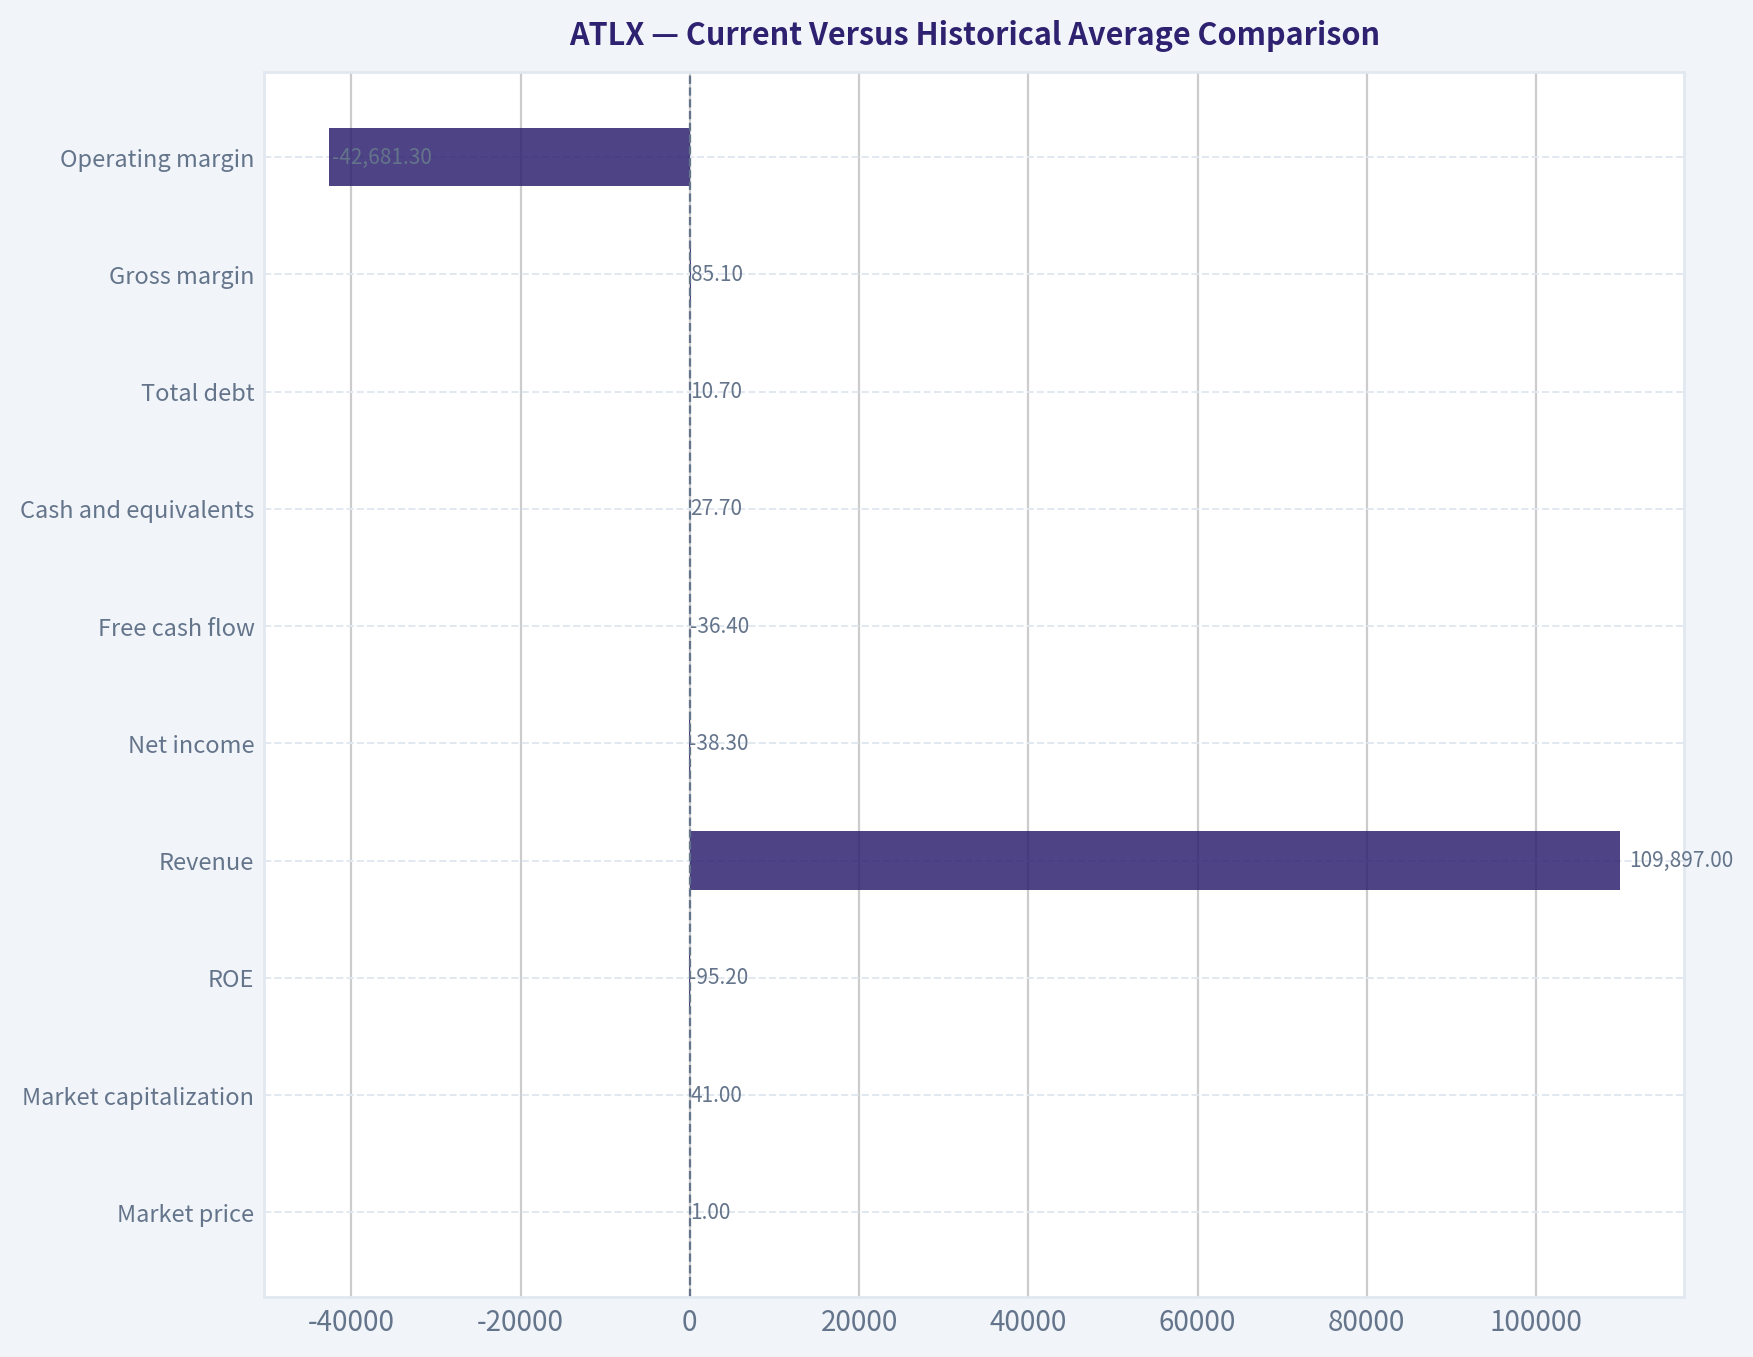 ATLX — Current Versus Historical Average Comparison
Operating margin -42,681.30
Gross margin 85.10
Total debt 10.70
Cash and equivalents 27.70
Free cash flow -36.40
Net income -38.30
Revenue 109,897.00
ROE -95.20
Market capitalization 41.00
Market price 1.00
-40000 -20000 0 20000 40000 60000 80000 100000